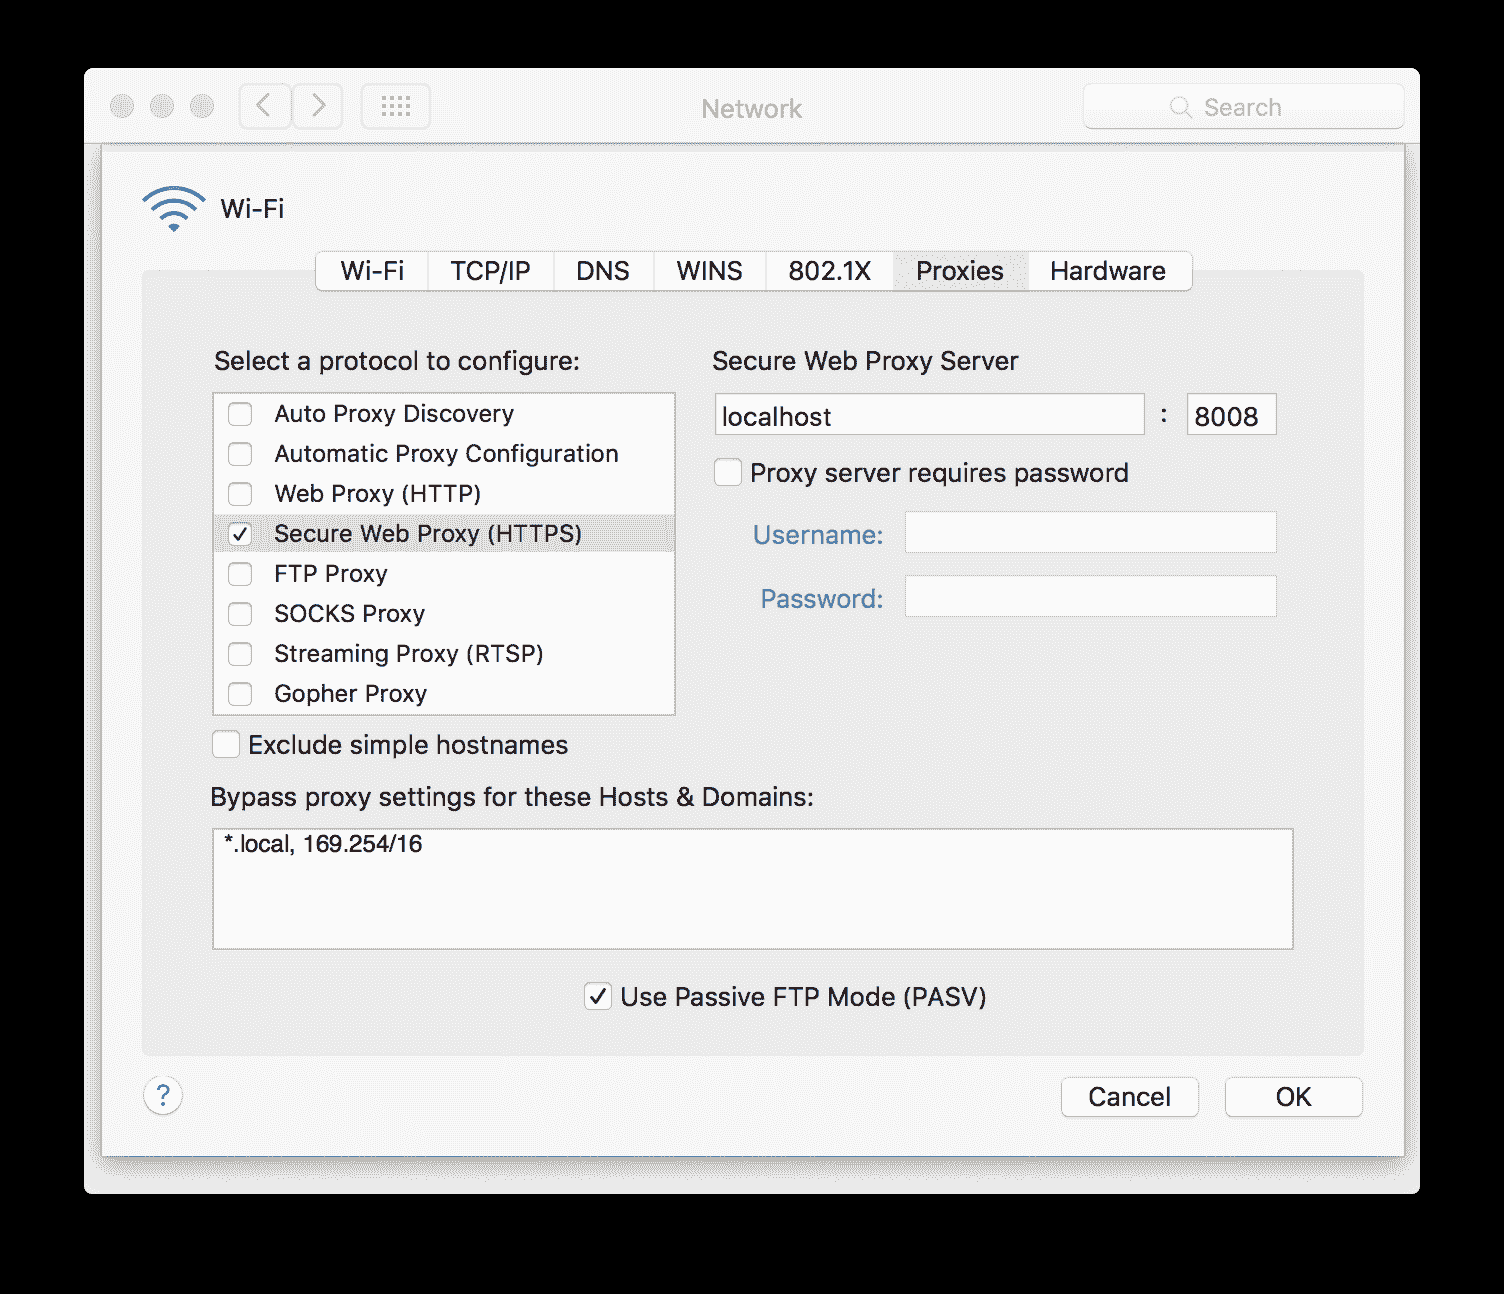 Network
Search
Wi-Fi
Wi-Fi TCP/IP DNS WINS 802.1X Proxies Hardware
Select a protocol to configure:
Auto Proxy Discovery
Automatic Proxy Configuration
Web Proxy (HTTP)
Secure Web Proxy (HTTPS)
FTP Proxy
SOCKS Proxy
Streaming Proxy (RTSP)
Gopher Proxy
Exclude simple hostnames
Secure Web Proxy Server
localhost : 8008
Proxy server requires password
Username:
Password:
Bypass proxy settings for these Hosts & Domains:
*.local, 169.254/16
Use Passive FTP Mode (PASV)
?
Cancel
OK